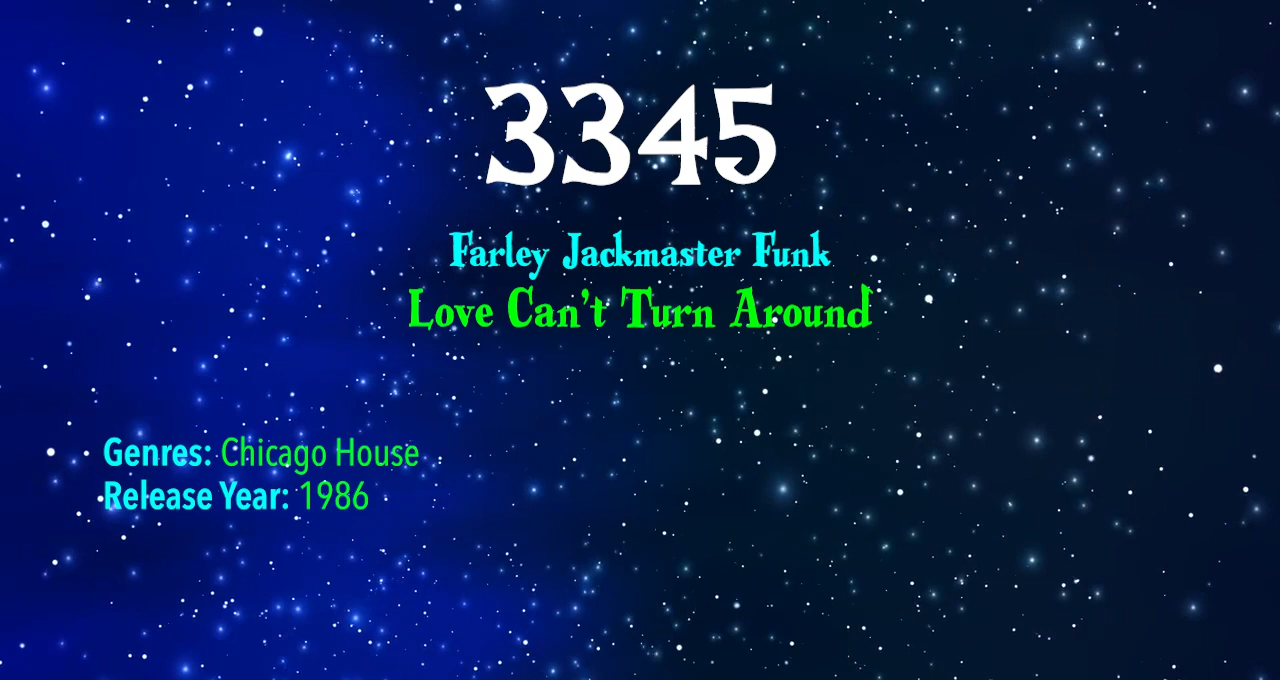 3345
Farley Jackmaster Funk
Love Can't Turn Around
Genres: Chicago House
Release Year: 1986